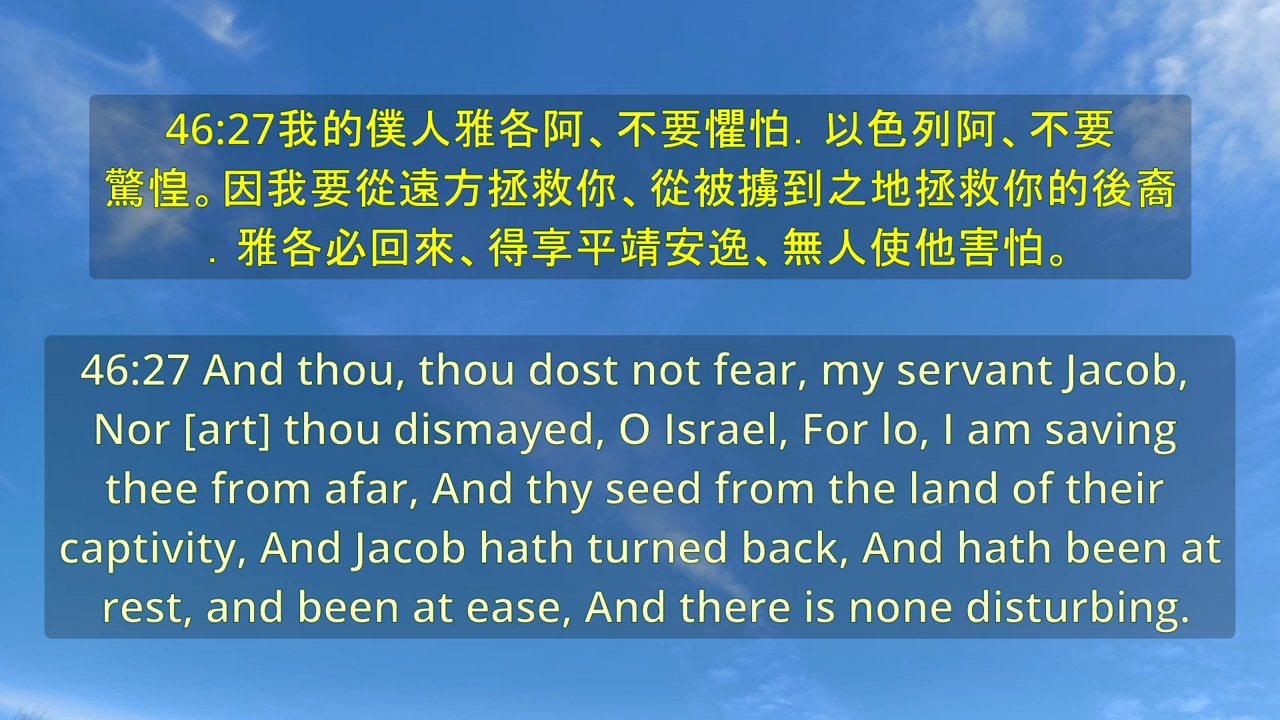 46:27我的僕人雅各阿、不要懼怕．以色列阿、不要
驚惶。因我要從遠方拯救你、從被擄到之地拯救你的後裔
．雅各必回來、得享平靖安逸、無人使他害怕。
46:27 And thou, thou dost not fear, my servant Jacob,
Nor [art] thou dismayed, O Israel, For lo, I am saving
thee from afar, And thy seed from the land of their
captivity, And Jacob hath turned back, And hath been at
rest, and been at ease, And there is none disturbing.